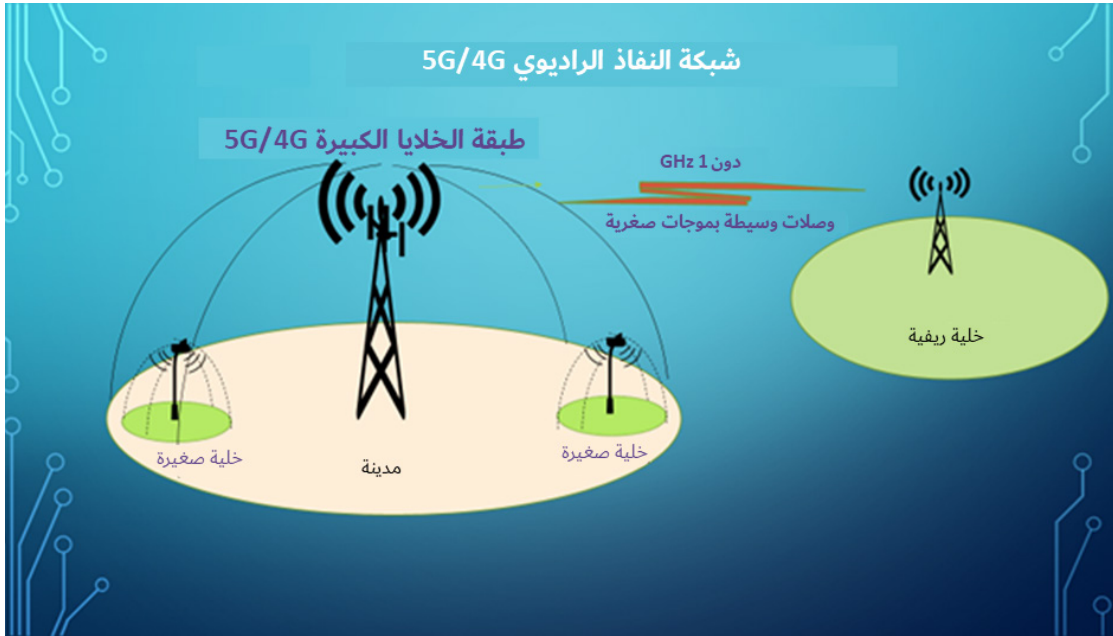 شبكة النفاذ الراديوي 5G/4G
طبقة الخلايا الكبيرة 5G/4G
دون 1 GHz
وصلات وسيطة بموجات صغرية
خلية ريفية
خلية صغيرة
خلية صغيرة
مدينة